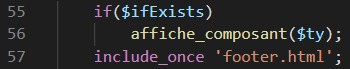 55 if($ifExists)
56 affiche_composant($ty);
57 include_once 'footer.html';